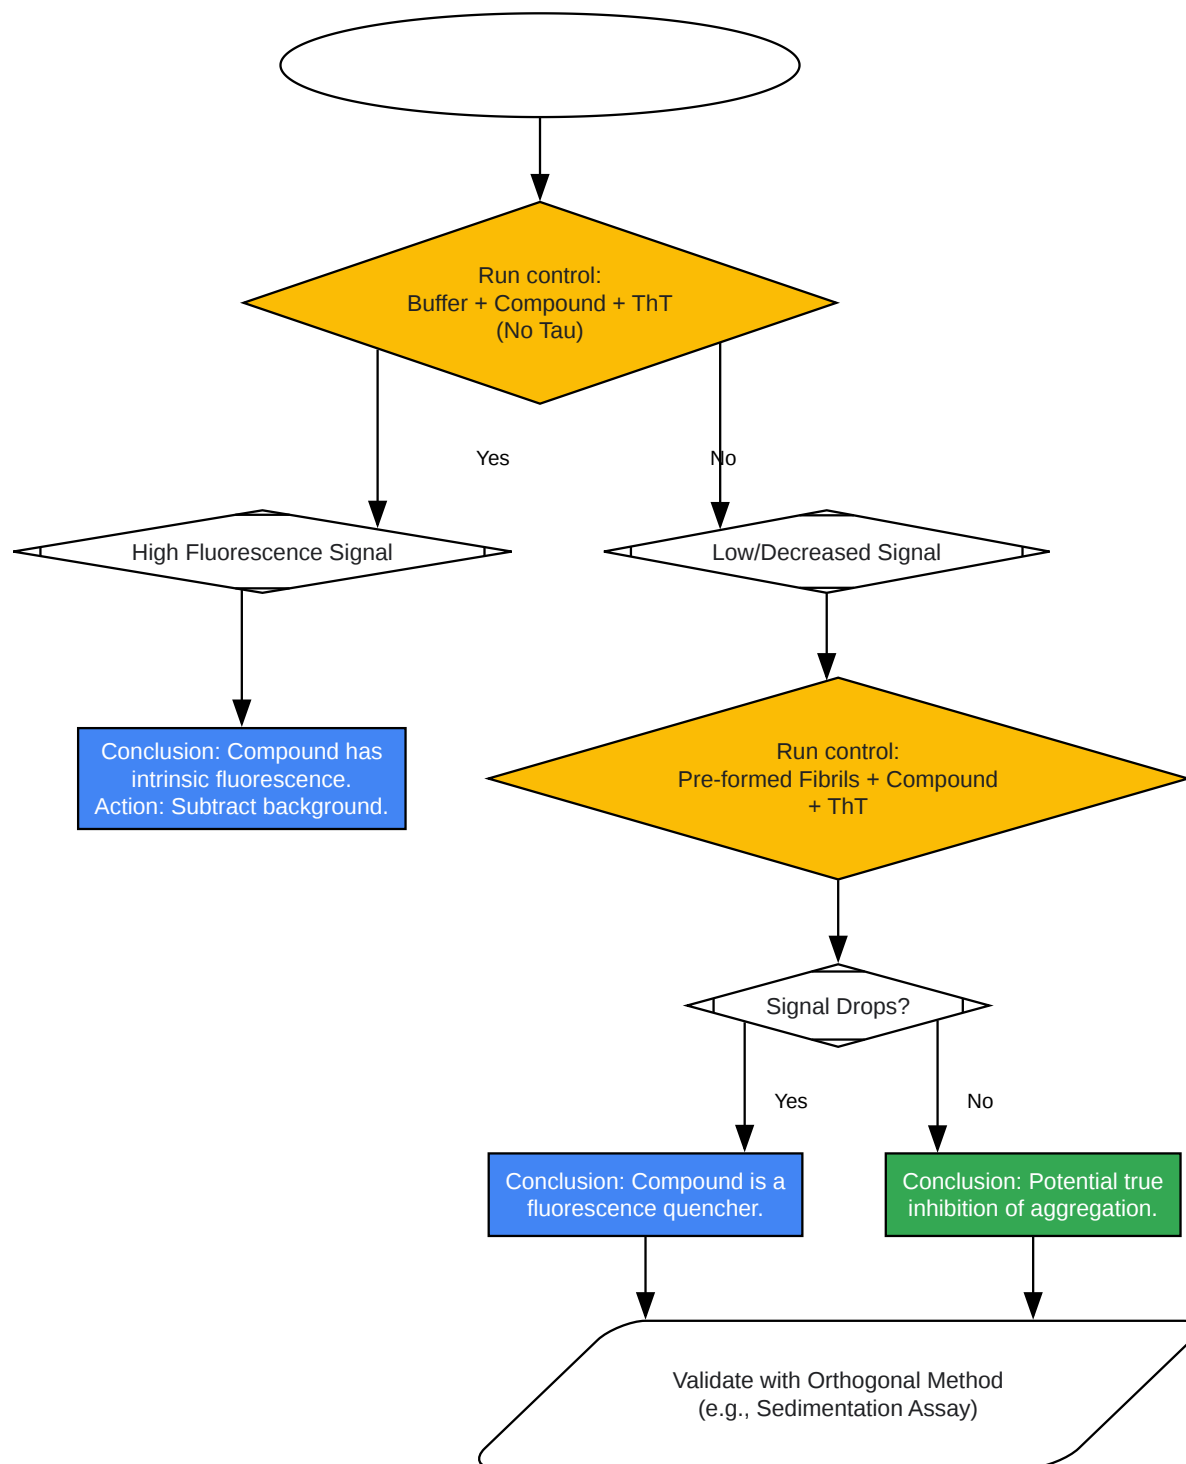 Run control:
Buffer + Compound + ThT
(No Tau)
Yes
No
High Fluorescence Signal
Low/Decreased Signal
Conclusion: Compound has
intrinsic fluorescence.
Action: Subtract background.
Run control:
Pre-formed Fibrils + Compound
+ ThT
Signal Drops?
Yes
No
Conclusion: Compound is a
fluorescence quencher.
Conclusion: Potential true
inhibition of aggregation.
Validate with Orthogonal Method
(e.g., Sedimentation Assay)